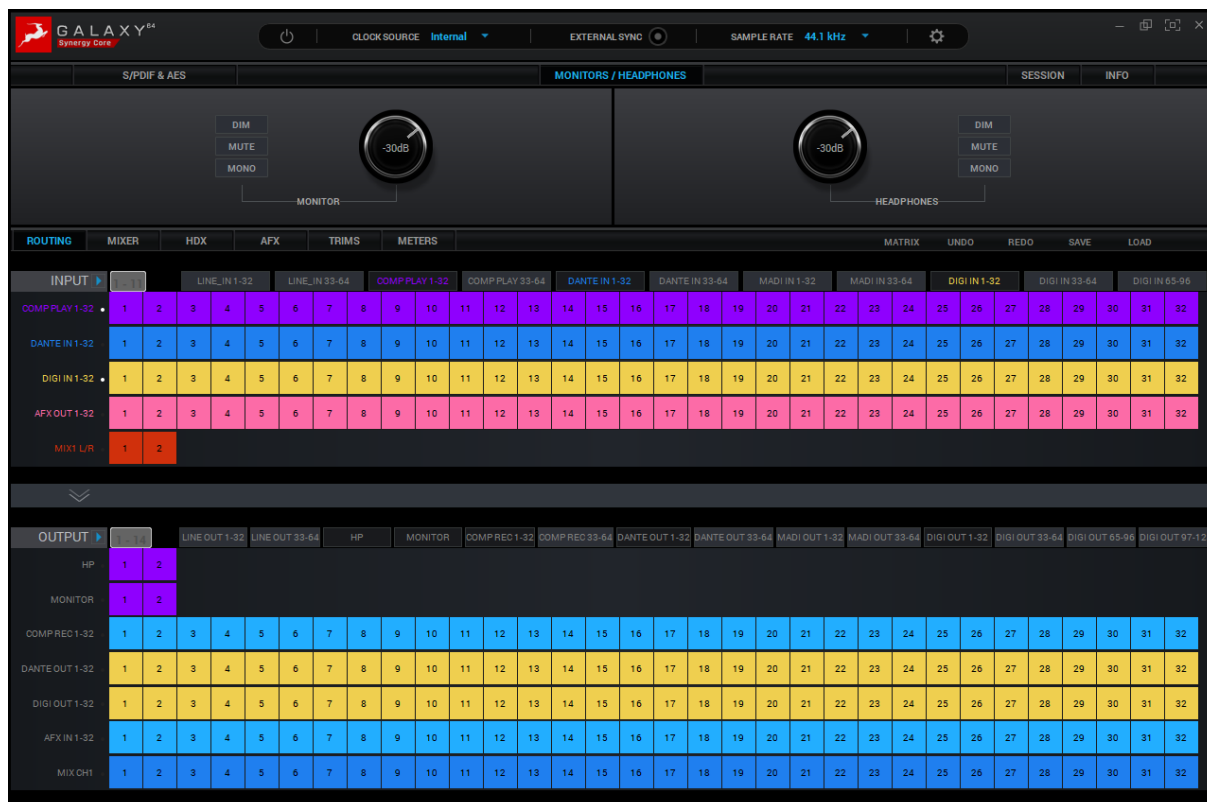 GALAXY64
Synergy Core
CLOCK SOURCE Internal EXTERNAL SYNC SAMPLE RATE 44.1 kHz
S/PDIF & AES MONITORS / HEADPHONES SESSION INFO
DIM DIM
MUTE -30dB -30dB MUTE
MONO MONO
MONITOR HEADPHONES
ROUTING MIXER HDX AFX TRIMS METERS MATRIX UNDO REDO SAVE LOAD
INPUT 1 - 11 LINE_IN 1-32 LINE_IN 33-64 COMP PLAY 1-32 COMP PLAY 33-64 DANTE IN 1-32 DANTE IN 33-64 MADI IN 1-32 MADI IN 33-64 DIGI IN 1-32 DIGI IN 33-64 DIGI IN 65-96
COMP PLAY 1-32 1 2 3 4 5 6 7 8 9 10 11 12 13 14 15 16 17 18 19 20 21 22 23 24 25 26 27 28 29 30 31 32
DANTE IN 1-32 1 2 3 4 5 6 7 8 9 10 11 12 13 14 15 16 17 18 19 20 21 22 23 24 25 26 27 28 29 30 31 32
DIGI IN 1-32 1 2 3 4 5 6 7 8 9 10 11 12 13 14 15 16 17 18 19 20 21 22 23 24 25 26 27 28 29 30 31 32
AFX OUT 1-32 1 2 3 4 5 6 7 8 9 10 11 12 13 14 15 16 17 18 19 20 21 22 23 24 25 26 27 28 29 30 31 32
MIX1 L/R 1 2
OUTPUT 1 - 14 LINE OUT 1-32 LINE OUT 33-64 HP MONITOR COMP REC 1-32 COMP REC 33-64 DANTE OUT 1-32 DANTE OUT 33-64 MADI OUT 1-32 MADI OUT 33-64 DIGI OUT 1-32 DIGI OUT 33-64 DIGI OUT 65-96 DIGI OUT 97-12
HP 1 2
MONITOR 1 2
COMP REC 1-32 1 2 3 4 5 6 7 8 9 10 11 12 13 14 15 16 17 18 19 20 21 22 23 24 25 26 27 28 29 30 31 32
DANTE OUT 1-32 1 2 3 4 5 6 7 8 9 10 11 12 13 14 15 16 17 18 19 20 21 22 23 24 25 26 27 28 29 30 31 32
DIGI OUT 1-32 1 2 3 4 5 6 7 8 9 10 11 12 13 14 15 16 17 18 19 20 21 22 23 24 25 26 27 28 29 30 31 32
AFX IN 1-32 1 2 3 4 5 6 7 8 9 10 11 12 13 14 15 16 17 18 19 20 21 22 23 24 25 26 27 28 29 30 31 32
MIX CH1 1 2 3 4 5 6 7 8 9 10 11 12 13 14 15 16 17 18 19 20 21 22 23 24 25 26 27 28 29 30 31 32